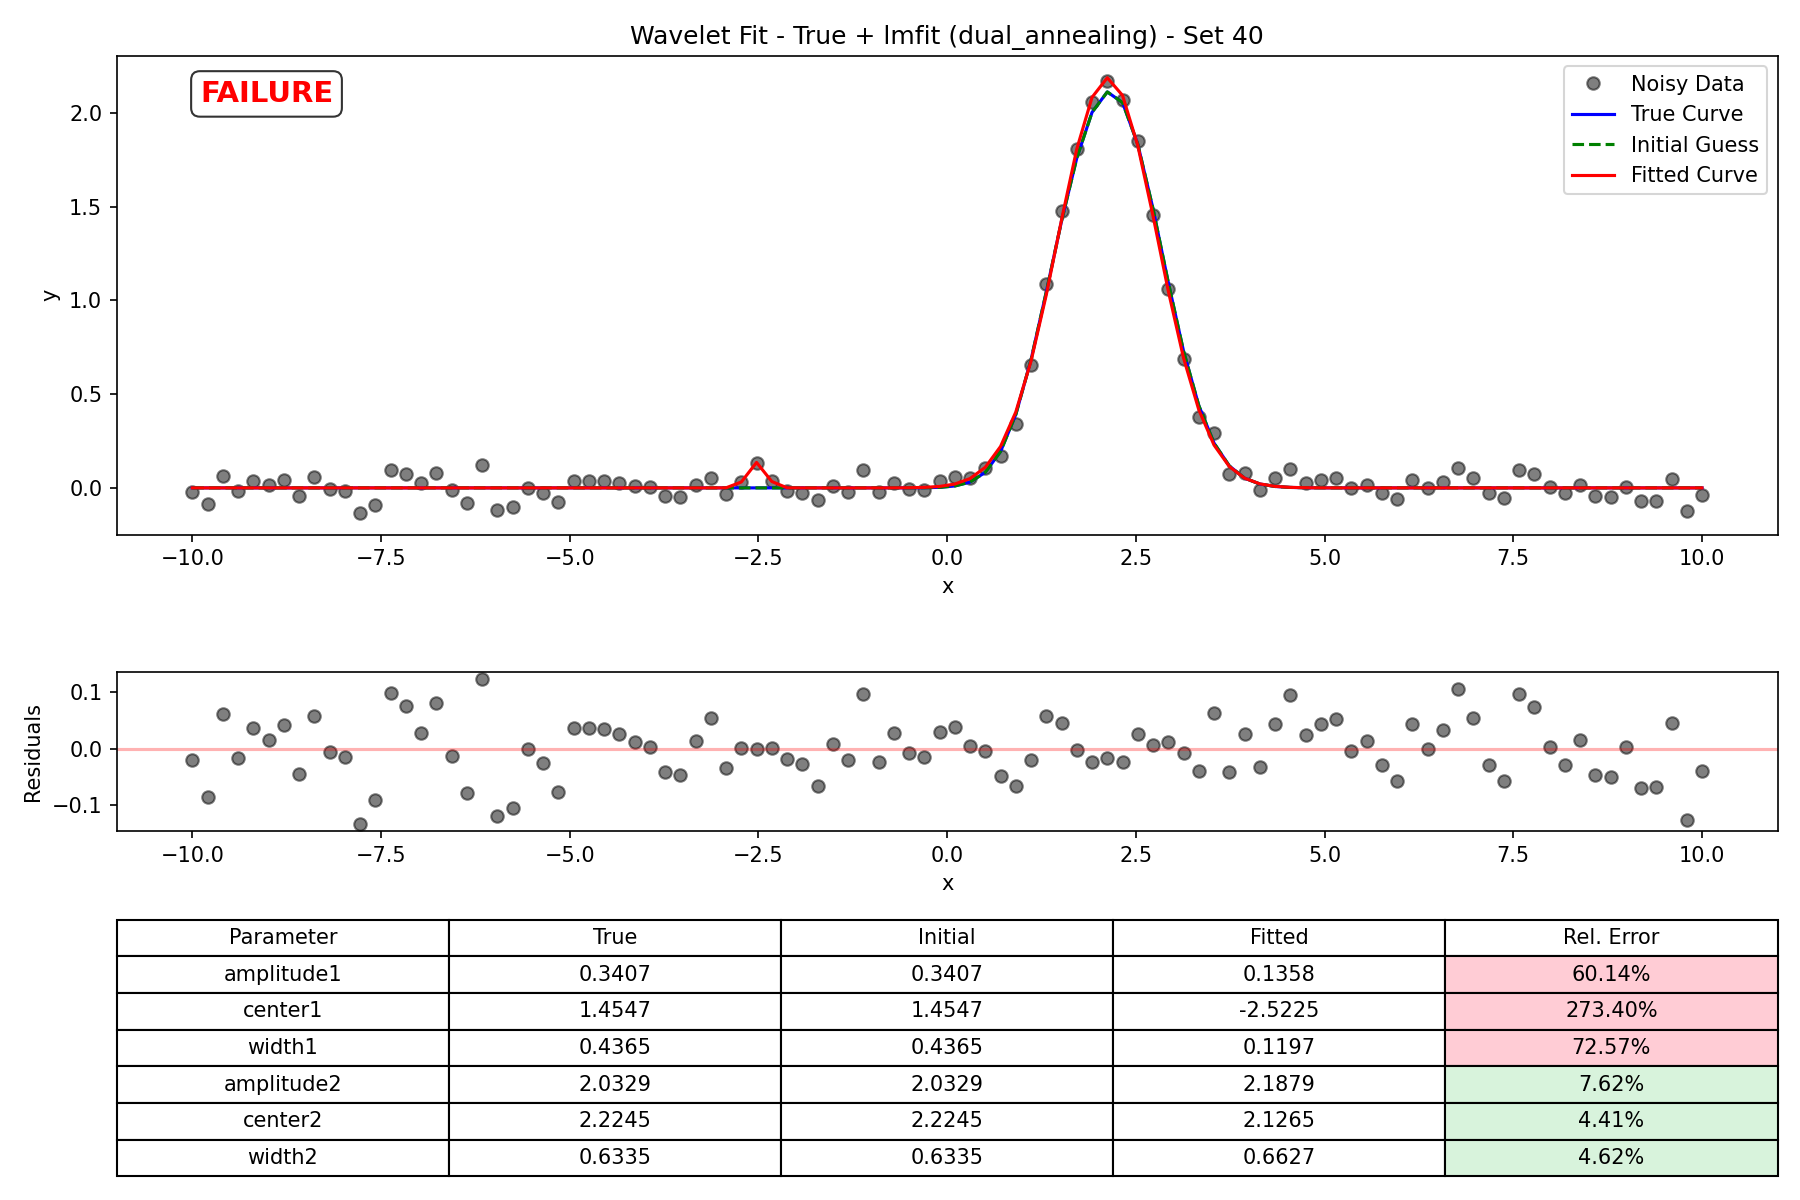 Wavelet Fit - True + lmfit (dual_annealing) - Set 40
FAILURE
Noisy Data
True Curve
Initial Guess
Fitted Curve
y
2.0
1.5
1.0
0.5
0.0
−10.0 −7.5 −5.0 −2.5 0.0 2.5 5.0 7.5 10.0
x
Residuals
0.1
0.0
−0.1
−10.0 −7.5 −5.0 −2.5 0.0 2.5 5.0 7.5 10.0
x
Parameter True Initial Fitted Rel. Error
amplitude1 0.3407 0.3407 0.1358 60.14%
center1 1.4547 1.4547 -2.5225 273.40%
width1 0.4365 0.4365 0.1197 72.57%
amplitude2 2.0329 2.0329 2.1879 7.62%
center2 2.2245 2.2245 2.1265 4.41%
width2 0.6335 0.6335 0.6627 4.62%